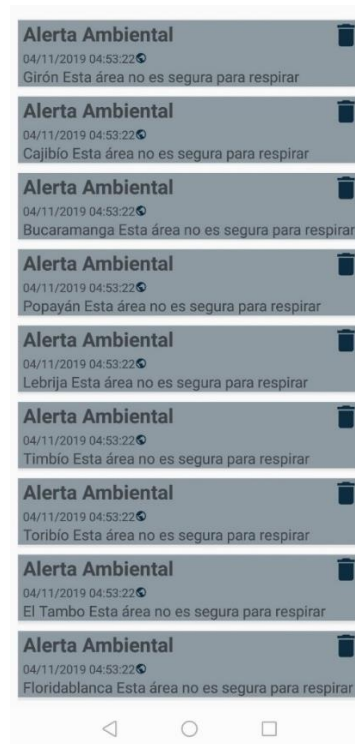 Alerta Ambiental
04/11/2019 04:53:22
Girón Esta área no es segura para respirar
Alerta Ambiental
04/11/2019 04:53:22
Cajibío Esta área no es segura para respirar
Alerta Ambiental
04/11/2019 04:53:22
Bucaramanga Esta área no es segura para respirar
Alerta Ambiental
04/11/2019 04:53:22
Popayán Esta área no es segura para respirar
Alerta Ambiental
04/11/2019 04:53:22
Lebrija Esta área no es segura para respirar
Alerta Ambiental
04/11/2019 04:53:22
Timbío Esta área no es segura para respirar
Alerta Ambiental
04/11/2019 04:53:22
Toribío Esta área no es segura para respirar
Alerta Ambiental
04/11/2019 04:53:22
El Tambo Esta área no es segura para respirar
Alerta Ambiental
04/11/2019 04:53:22
Floridablanca Esta área no es segura para respirar